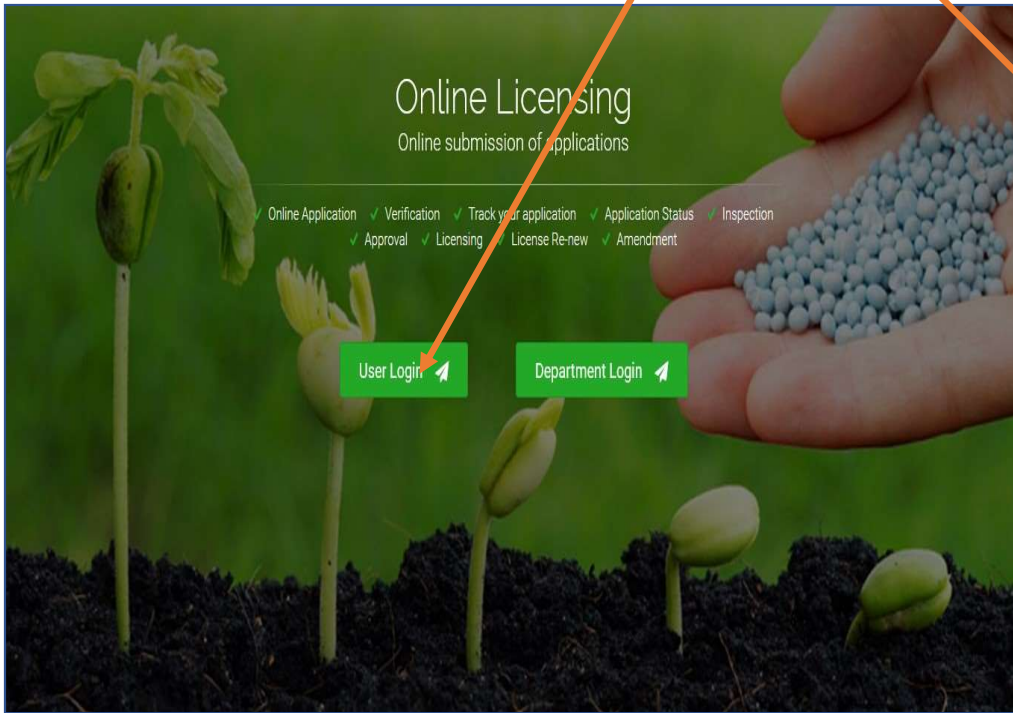 Online Licensing
Online submission of applications
✓ Online Application ✓ Verification ✓ Track your application ✓ Application Status ✓ Inspection
✓ Approval ✓ Licensing ✓ License Re-new ✓ Amendment
User Login Department Login